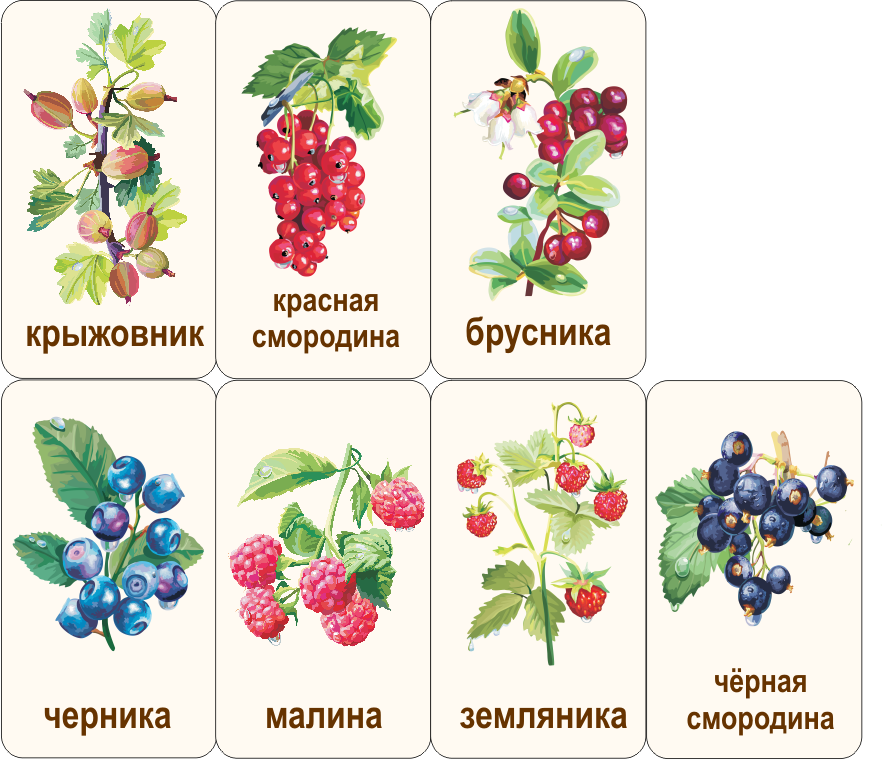 крыжовник
красная
смородина
брусника
черника
малина
земляника
чёрная
смородина